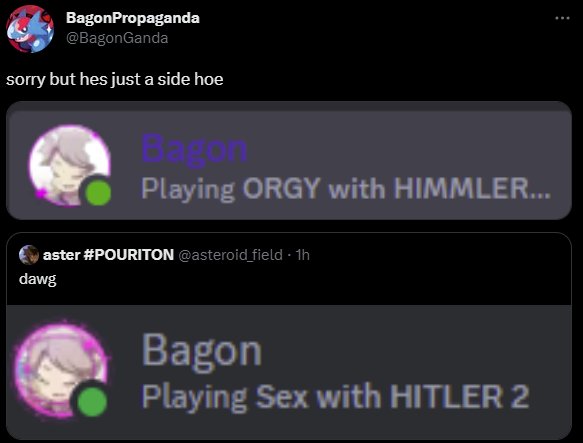 BagonPropaganda
@BagonGanda
sorry but hes just a side hoe
Bagon
Playing ORGY with HIMMLER...
aster #POURITON @asteroid_field · 1h
dawg
Bagon
Playing Sex with HITLER 2